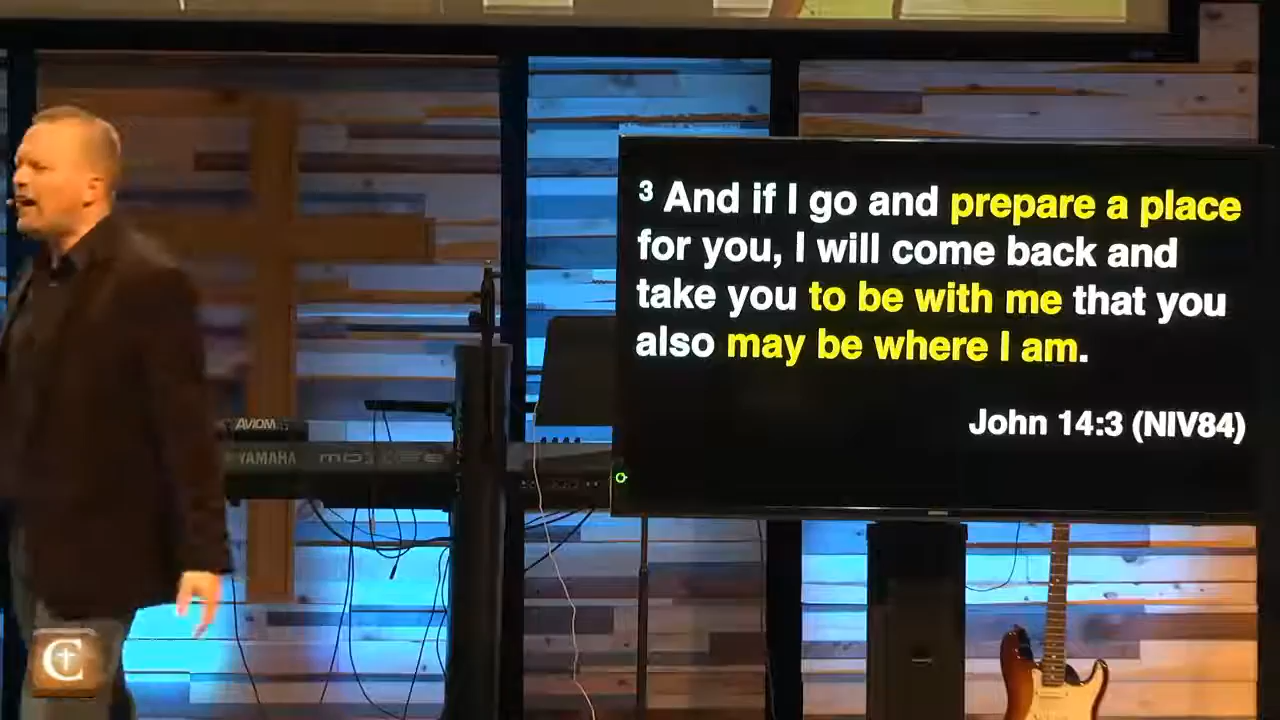 3 And if I go and prepare a place
for you, I will come back and
take you to be with me that you
also may be where I am.
John 14:3 (NIV84)
AVIOM
YAMAHA
C